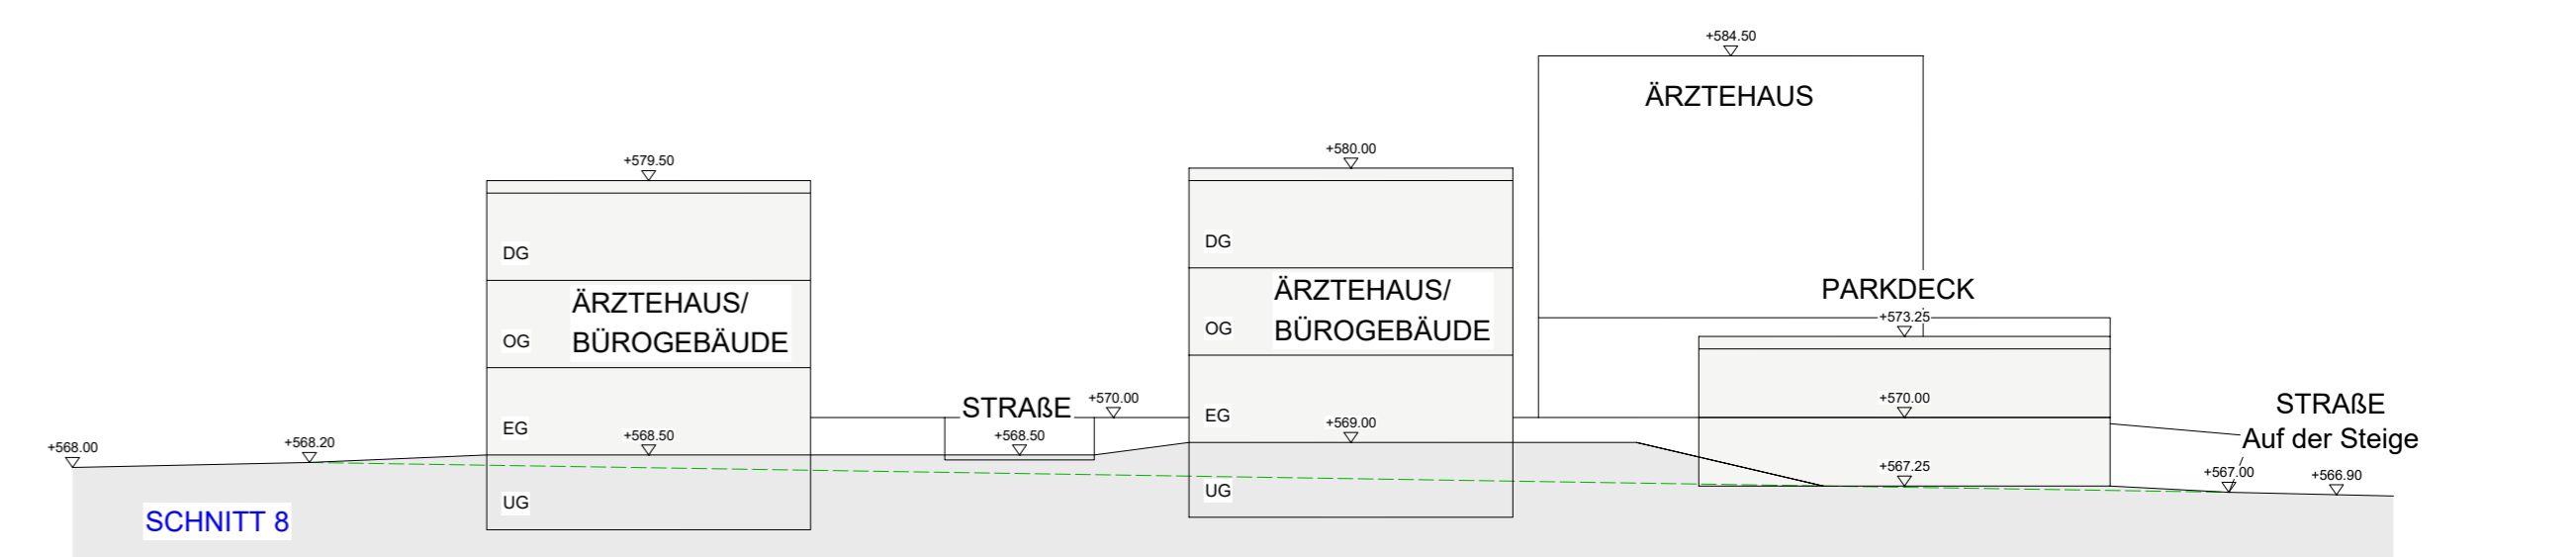 +584.50
ÄRZTEHAUS
+580.00
+579.50
DG
DG
ÄRZTEHAUS/
BÜROGEBÄUDE
OG
ÄRZTEHAUS/
BÜROGEBÄUDE
OG
PARKDECK
+573.25
STRAßE
+570.00
+570.00
EG
+568.50
+568.50
EG
+569.00
STRAßE
Auf der Steige
+568.00
+568.20
+567.25
+567.00
+566.90
UG
UG
SCHNITT 8